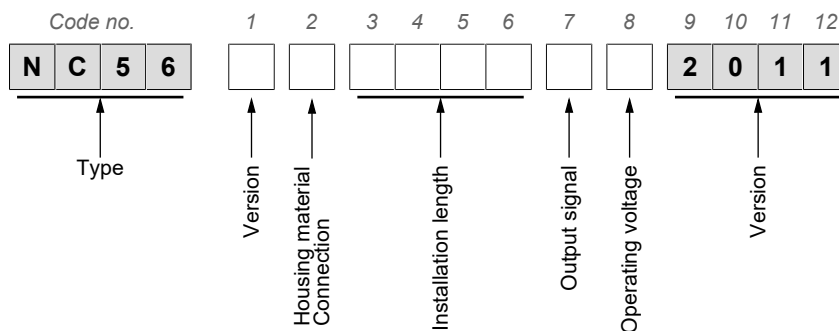 Code no. 1 2 3 4 5 6 7 8 9 10 11 12
N C 5 6 2 0 1 1
Type
Version
Housing material
Connection
Installation length
Output signal
Operating voltage
Version